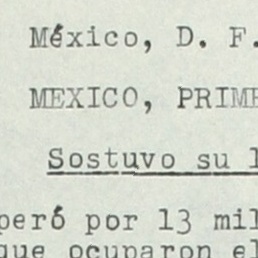 México, D. F.
MEXICO, PRIME
Sostuvo su l
peró por 13 mil
que ocuparon el